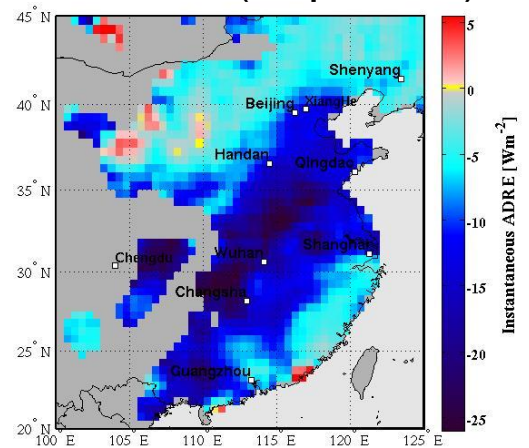 45° N
40° N
35° N
30° N
25° N
20° N
100° E
105° E
110° E
115° E
120° E
125° E
Shenyang
Beijing
XiangHe
Handan
Qingdao
Chengdu
Wuhan
Shanghai
Changsha
Guangzhou
5
0
-5
-10
-15
-20
-25
Instantaneous ADRE [Wm-2]